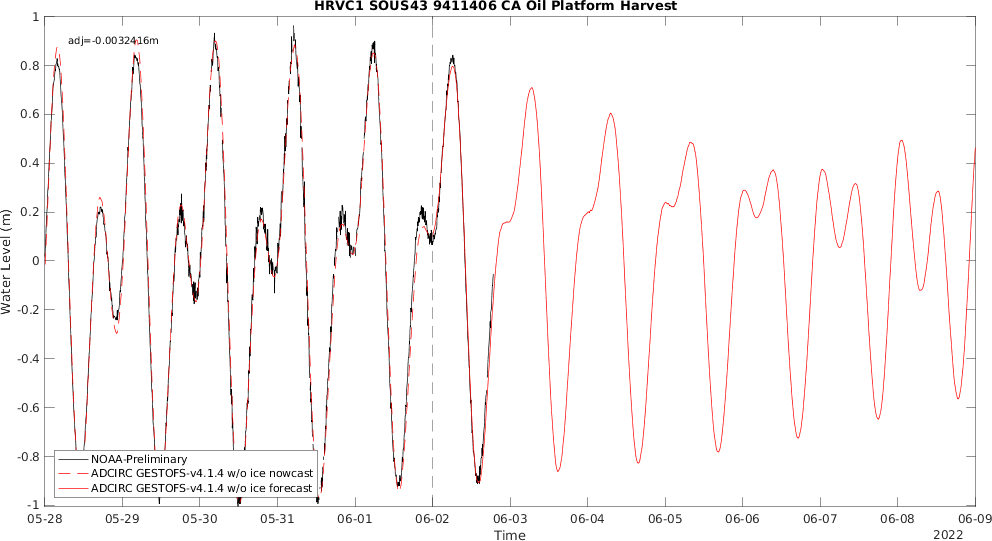 HRVC1 SOUS43 9411406 CA Oil Platform Harvest
adj=-0.0032416m
Water Level (m)
1
0.8
0.6
0.4
0.2
0
-0.2
-0.4
-0.6
-0.8
-1
NOAA-Preliminary
ADCIRC GESTOFS-v4.1.4 w/o ice nowcast
ADCIRC GESTOFS-v4.1.4 w/o ice forecast
05-28 05-29 05-30 05-31 06-01 06-02 06-03 06-04 06-05 06-06 06-07 06-08 06-09
Time
2022